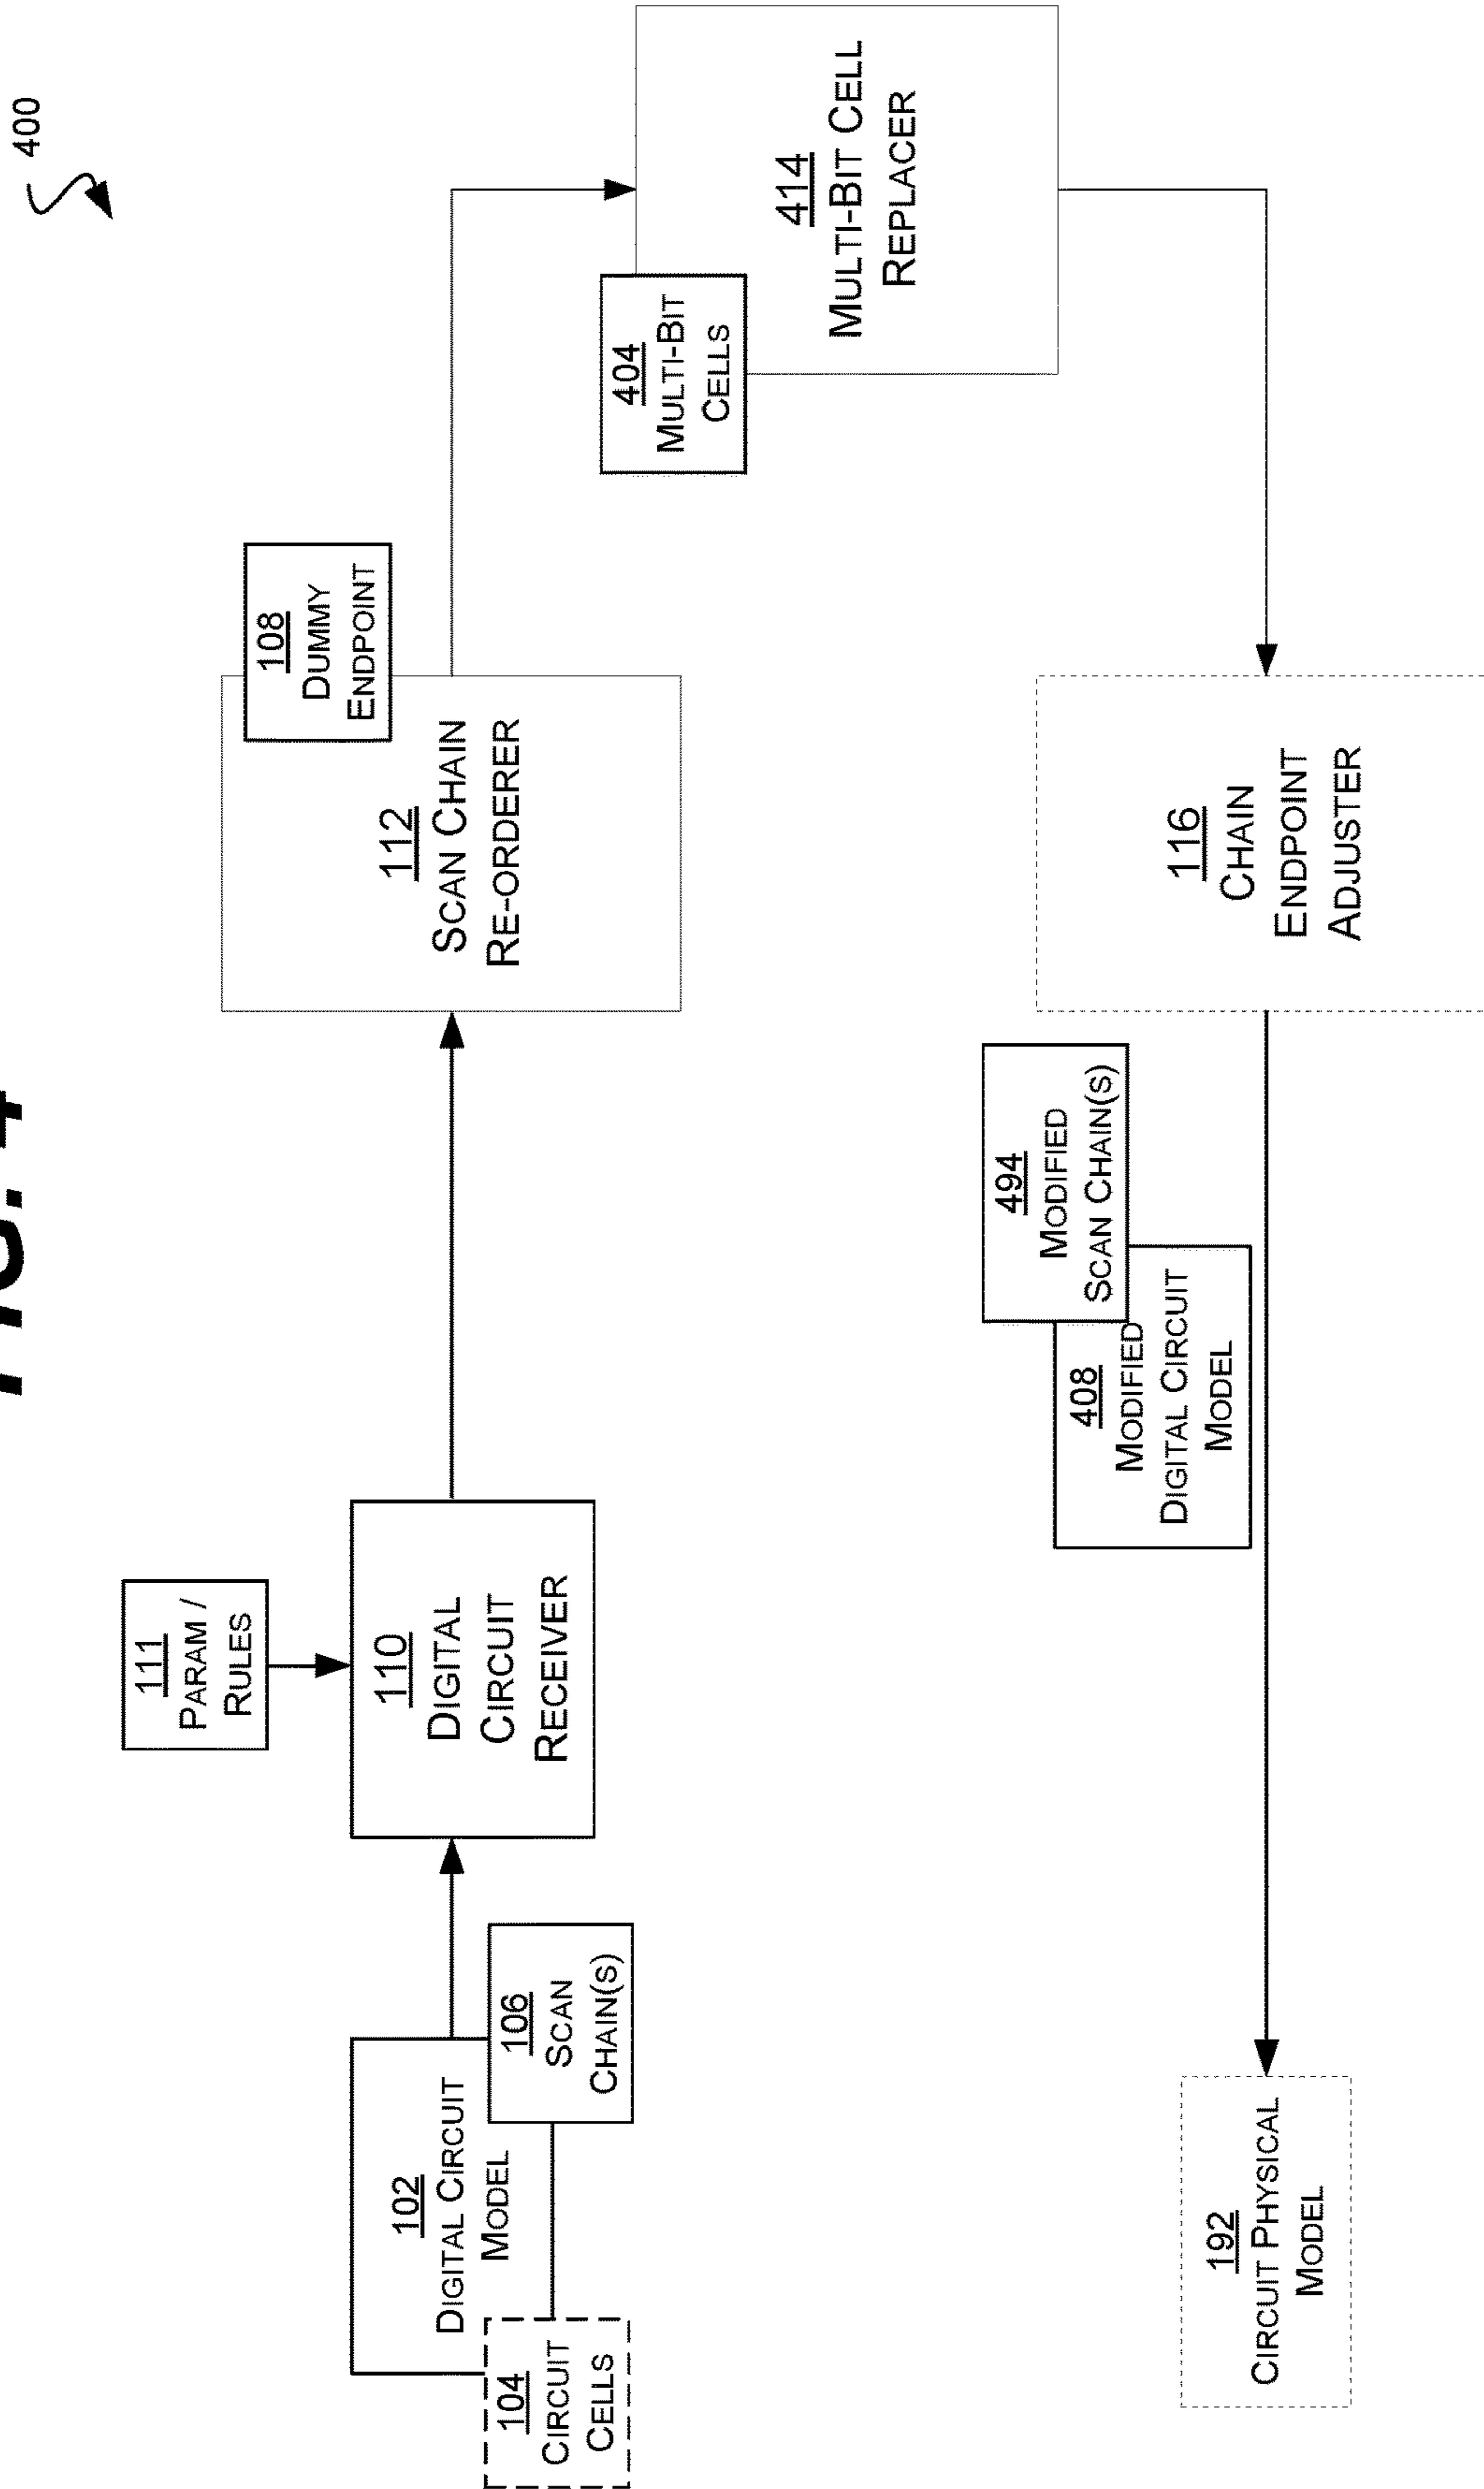 400
111
PARAM /
RULES
102
DIGITAL CIRCUIT
MODEL
104
CIRCUIT
CELLS
106
SCAN
CHAIN(S)
110
DIGITAL
CIRCUIT
RECEIVER
112
SCAN CHAIN
RE-ORDERER
108
DUMMY
ENDPOINT
404
MULTI-BIT
CELLS
414
MULTI-BIT CELL
REPLACER
116
CHAIN
ENDPOINT
ADJUSTER
494
MODIFIED
SCAN CHAIN(S)
408
MODIFIED
DIGITAL CIRCUIT
MODEL
192
CIRCUIT PHYSICAL
MODEL